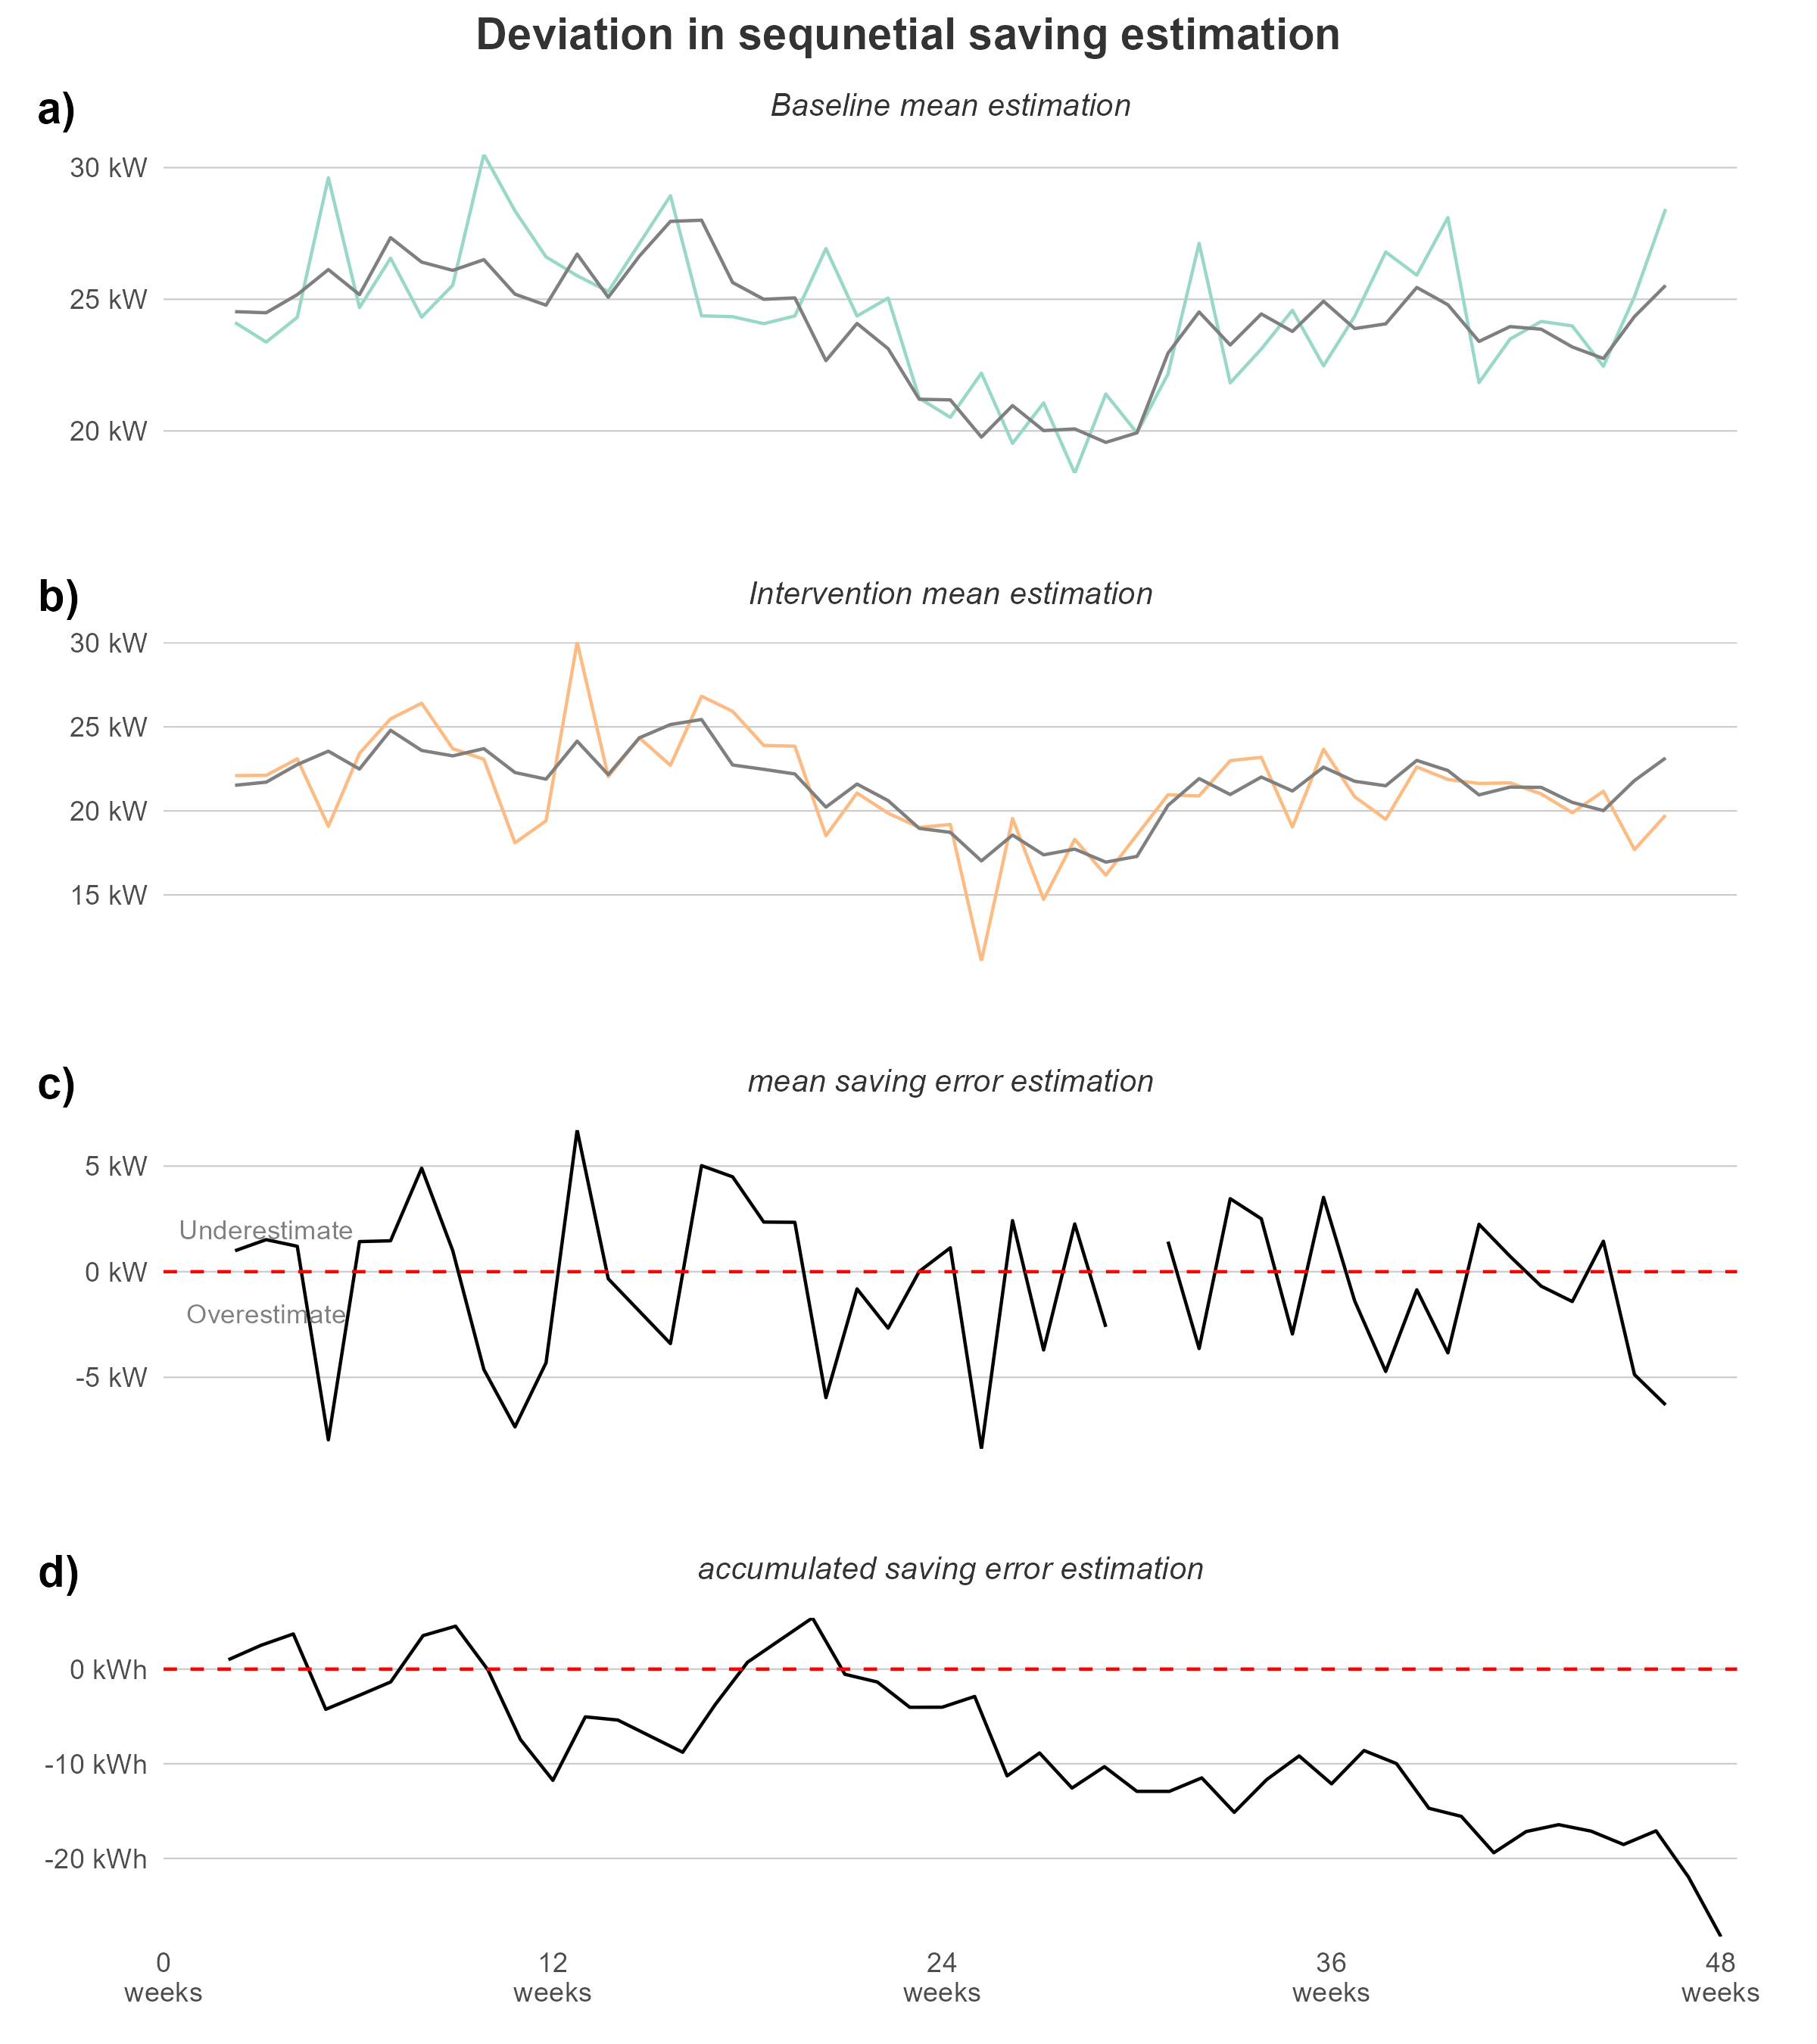 Deviation in sequnetial saving estimation
a)
Baseline mean estimation
30 kW
25 kW
20 kW
b)
Intervention mean estimation
30 kW
25 kW
20 kW
15 kW
c)
mean saving error estimation
5 kW
Underestimate
0 kW
Overestimate
-5 kW
d)
accumulated saving error estimation
0 kWh
-10 kWh
-20 kWh
0 12 24 36 48
weeks weeks weeks weeks weeks